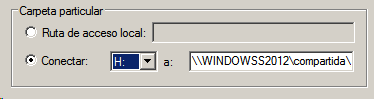 Carpeta particular
Ruta de acceso local:
Conectar: H: a: \\WINDOWSS2012\compartida\